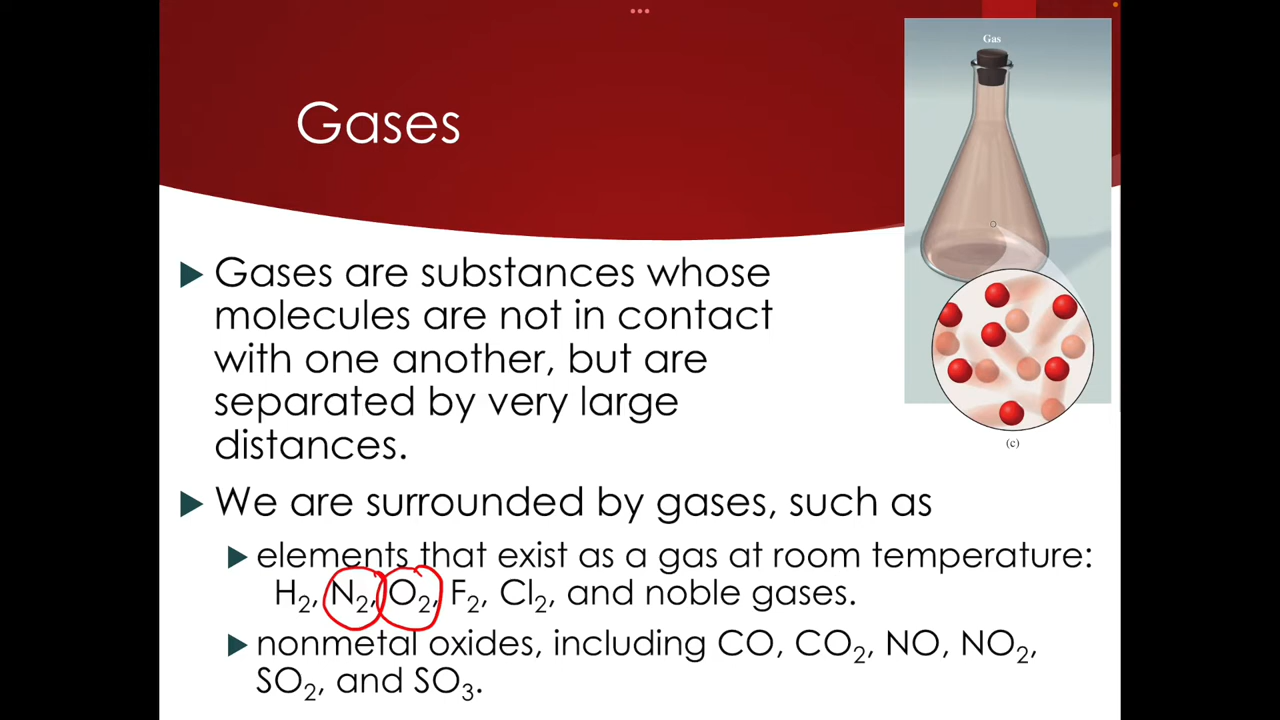 Gas
Gases
(c)
Gases are substances whose
molecules are not in contact
with one another, but are
separated by very large
distances.
We are surrounded by gases, such as
elements that exist as a gas at room temperature:
H₂, N₂, O₂, F₂, Cl₂, and noble gases.
nonmetal oxides, including CO, CO₂, NO, NO₂,
SO₂, and SO₃.